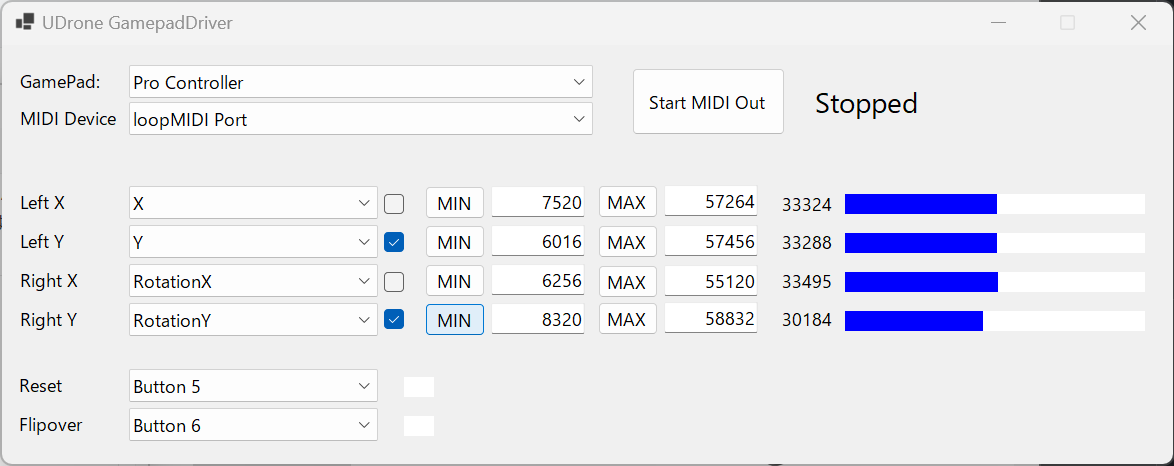 UDrone GamepadDriver
GamePad: Pro Controller
MIDI Device loopMIDI Port
Start MIDI Out Stopped
Left X X MIN 7520 MAX 57264 33324
Left Y Y MIN 6016 MAX 57456 33288
Right X RotationX MIN 6256 MAX 55120 33495
Right Y RotationY MIN 8320 MAX 58832 30184
Reset Button 5
Flipover Button 6